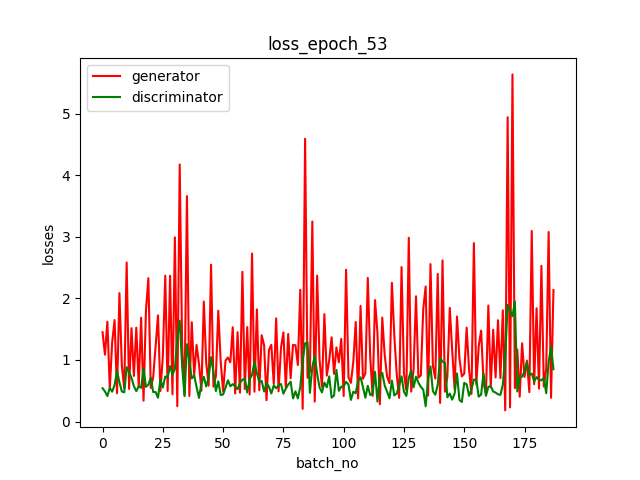 loss_epoch_53
generator
discriminator
losses
5
4
3
2
1
0
0 25 50 75 100 125 150 175
batch_no